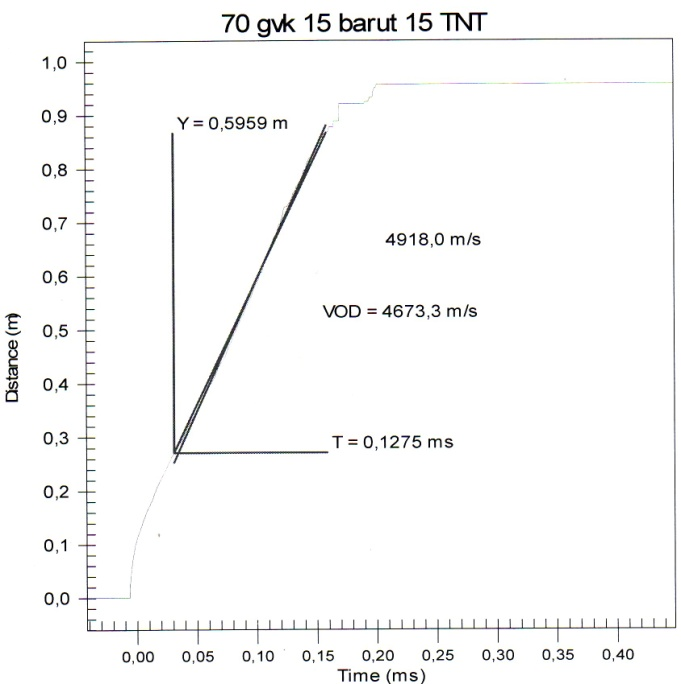 70 gvk 15 barut 15 TNT
1,0
0,9
Y = 0,5959 m
0,8
0,7
4918,0 m/s
0,6
VOD = 4673,3 m/s
0,5
Distance (m)
0,4
T = 0,1275 ms
0,3
0,2
0,1
0,0
0,00 0,05 0,10 0,15 0,20 0,25 0,30 0,35 0,40
Time (ms)